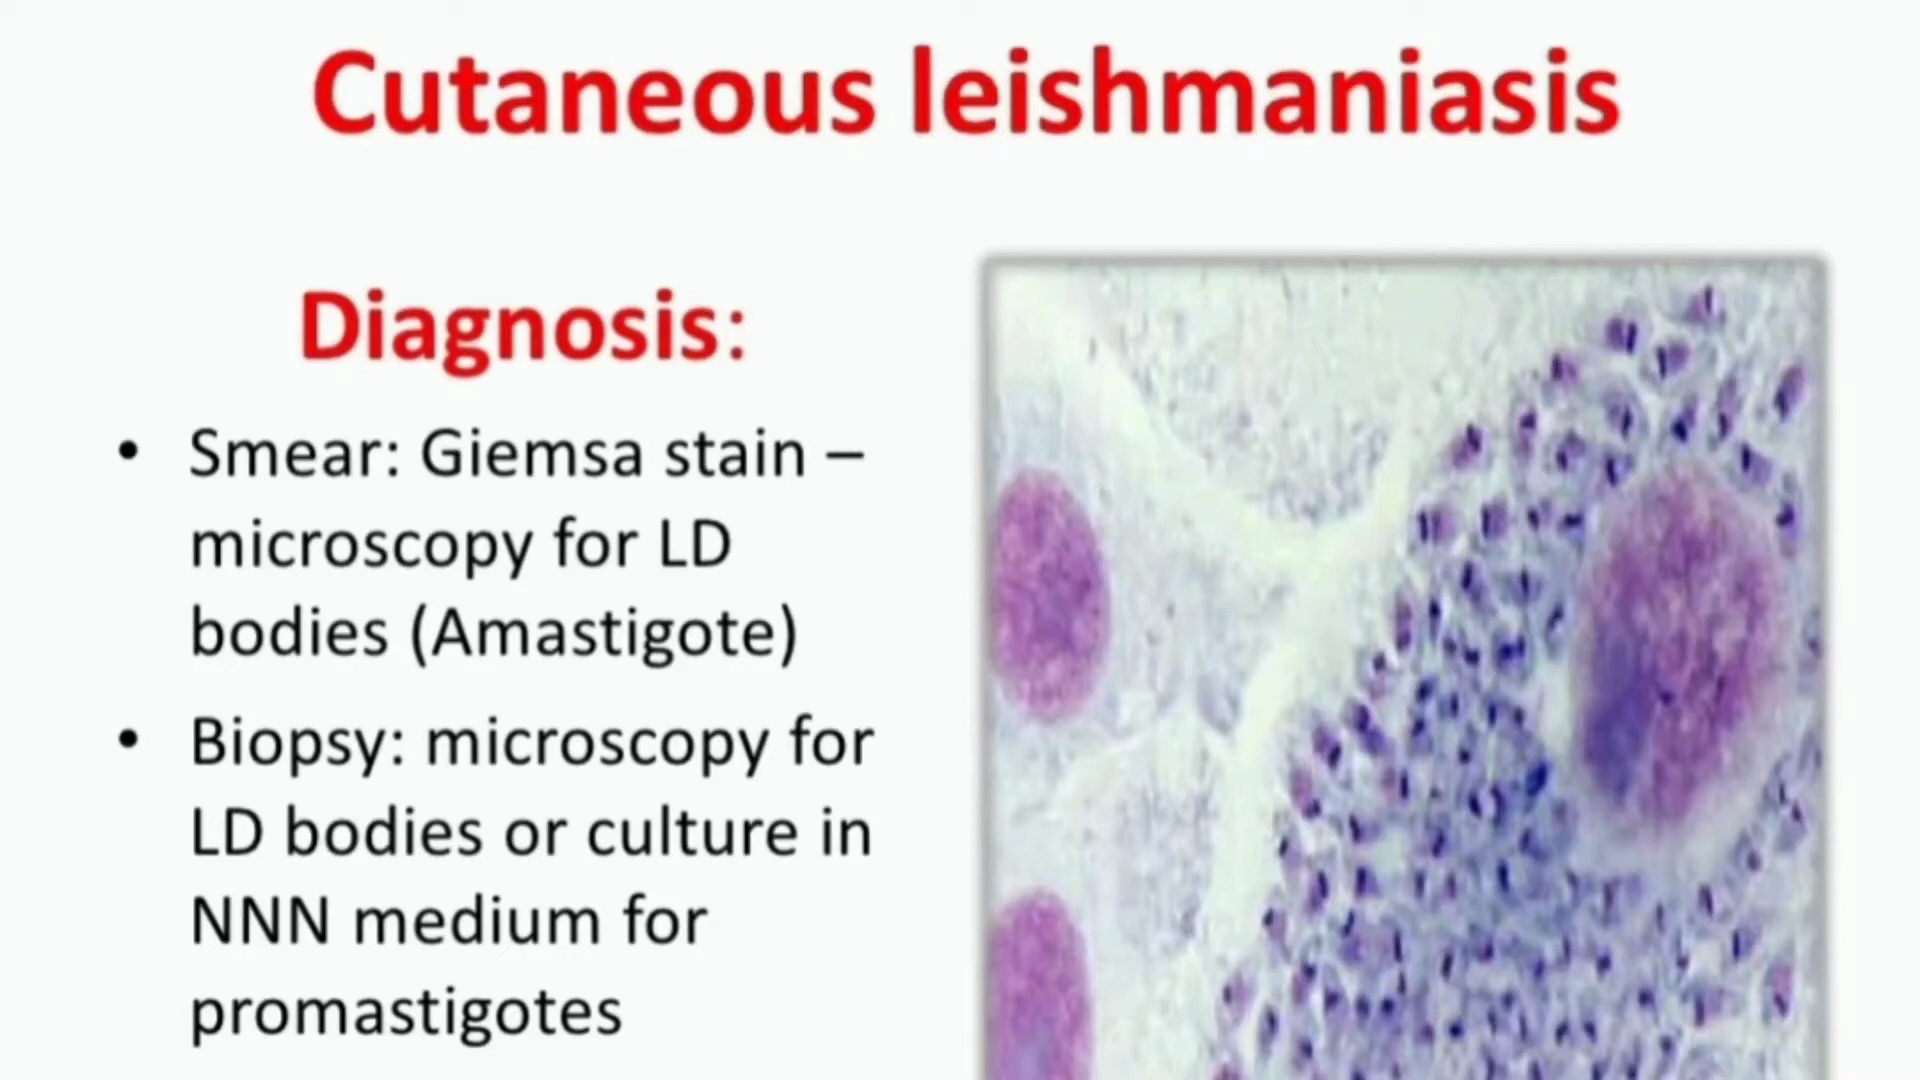 Cutaneous leishmaniasis
Diagnosis:
• Smear: Giemsa stain –
microscopy for LD
bodies (Amastigote)
• Biopsy: microscopy for
LD bodies or culture in
NNN medium for
promastigotes